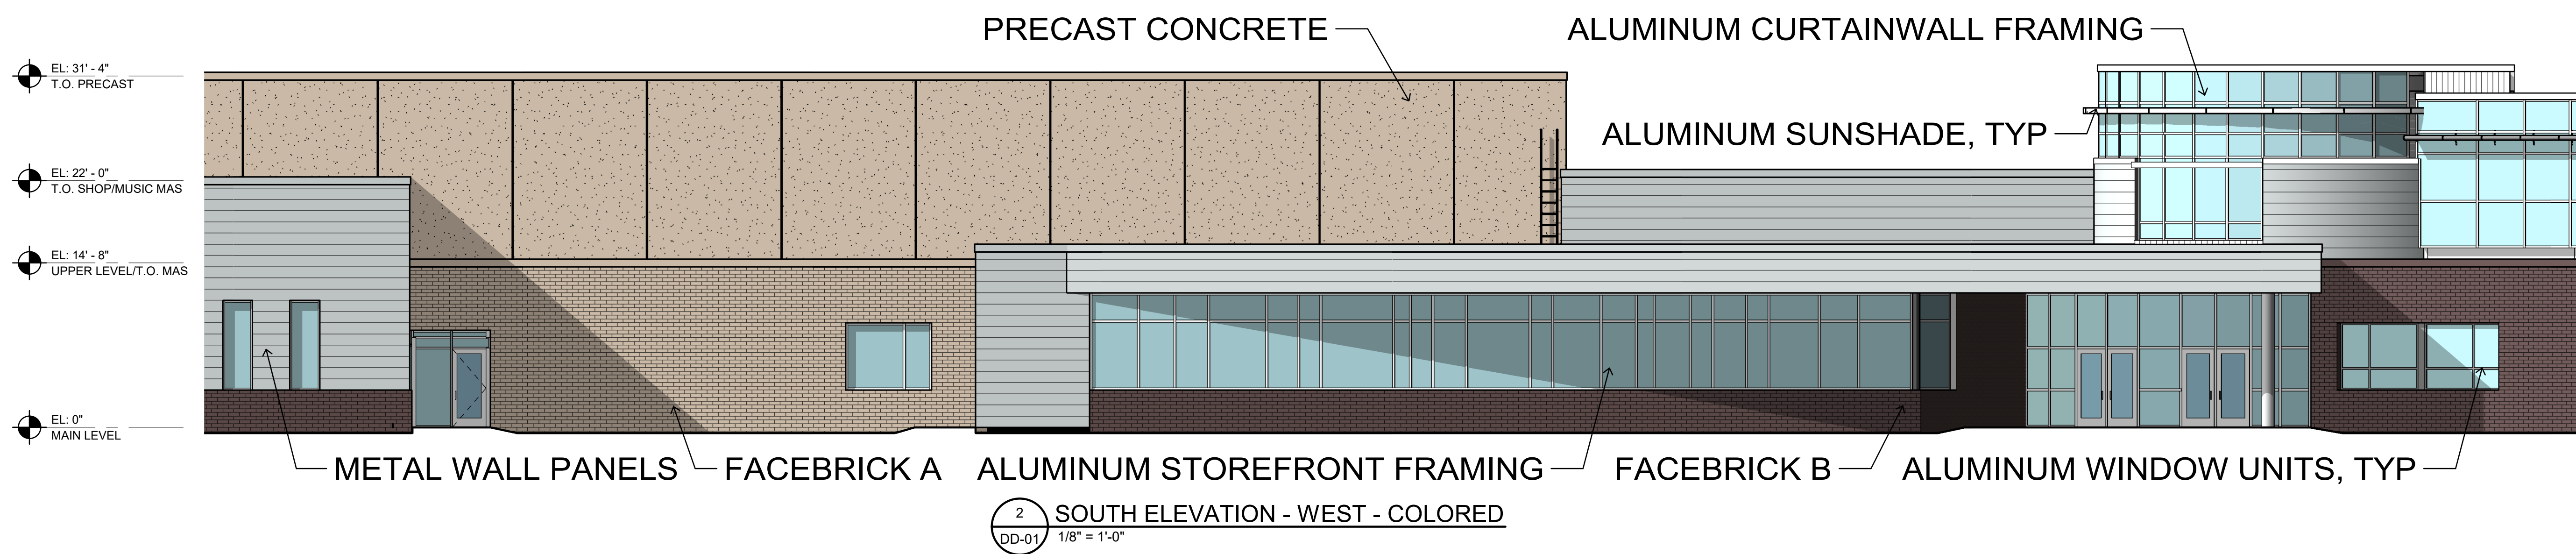 PRECAST CONCRETE
ALUMINUM CURTAINWALL FRAMING
EL: 31' - 4"
T.O. PRECAST
ALUMINUM SUNSHADE, TYP
EL: 22' - 0"
T.O. SHOP/MUSIC MAS
EL: 14' - 8"
UPPER LEVEL/T.O. MAS
EL: 0"
MAIN LEVEL
METAL WALL PANELS
FACEBRICK A
ALUMINUM STOREFRONT FRAMING
FACEBRICK B
ALUMINUM WINDOW UNITS, TYP
2
SOUTH ELEVATION - WEST - COLORED
DD-01
1/8" = 1'-0"